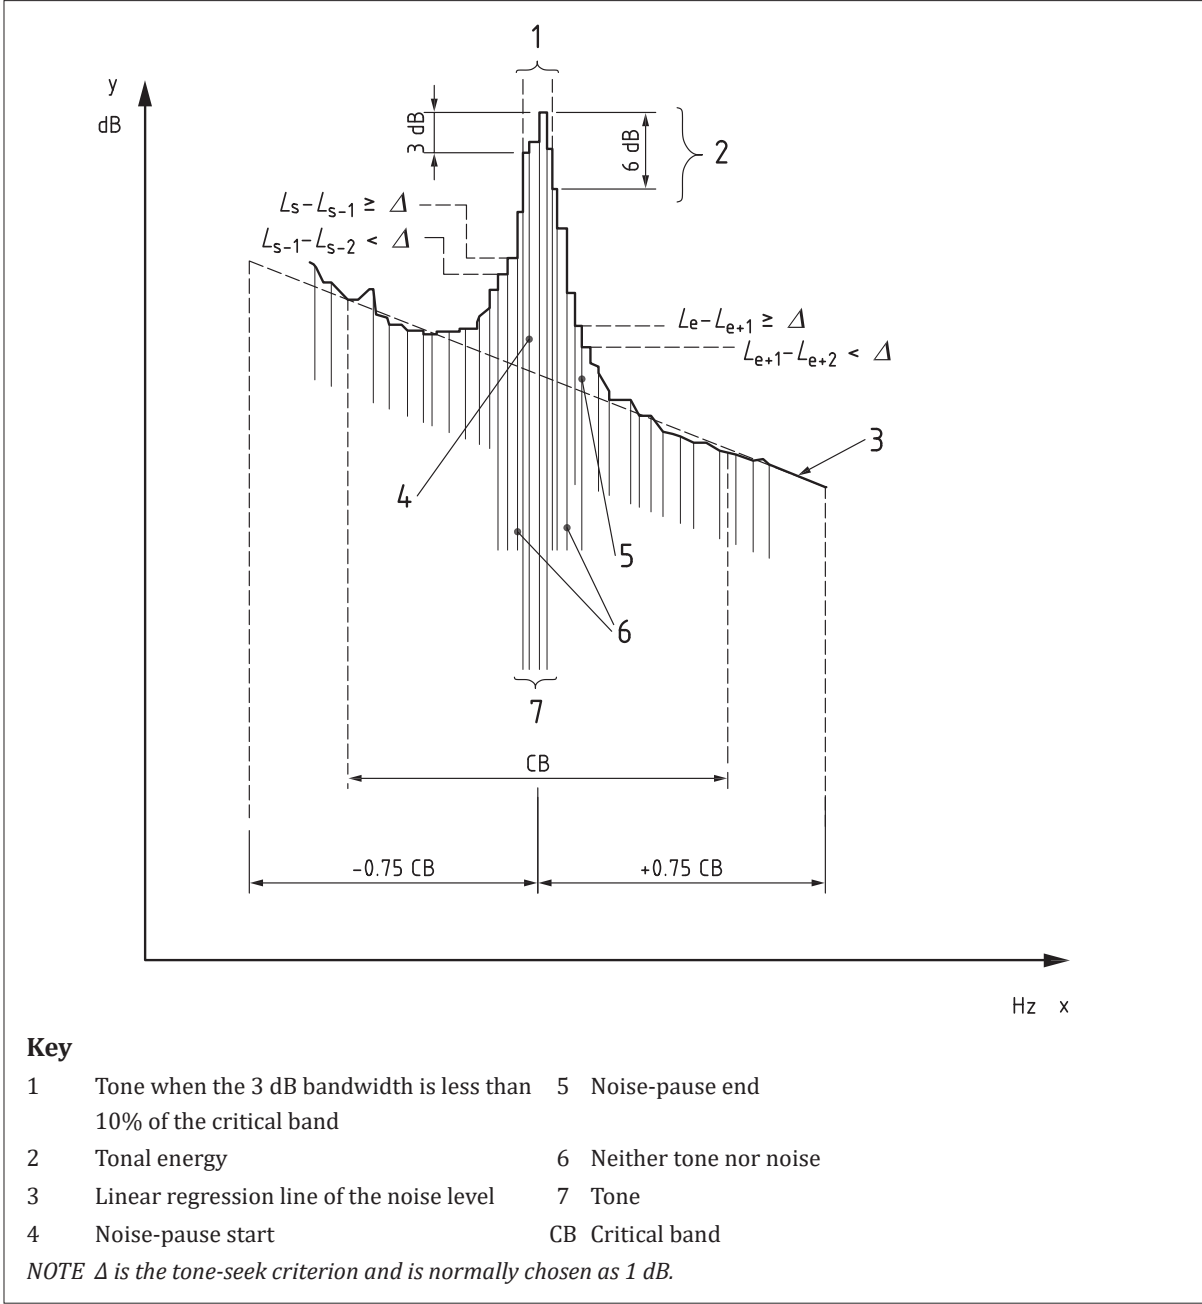 1
y
dB
3 dB
6 dB
2
Ls–Ls–1 ≥ Δ
Ls–1–Ls–2 < Δ
Le–Le+1 ≥ Δ
Le+1–Le+2 < Δ
3
4
5
6
7
CB
–0.75 CB
+0.75 CB
Hz x
Key
1 Tone when the 3 dB bandwidth is less than 5 Noise-pause end
10% of the critical band
2 Tonal energy 6 Neither tone nor noise
3 Linear regression line of the noise level 7 Tone
4 Noise-pause start CB Critical band
NOTE Δ is the tone-seek criterion and is normally chosen as 1 dB.